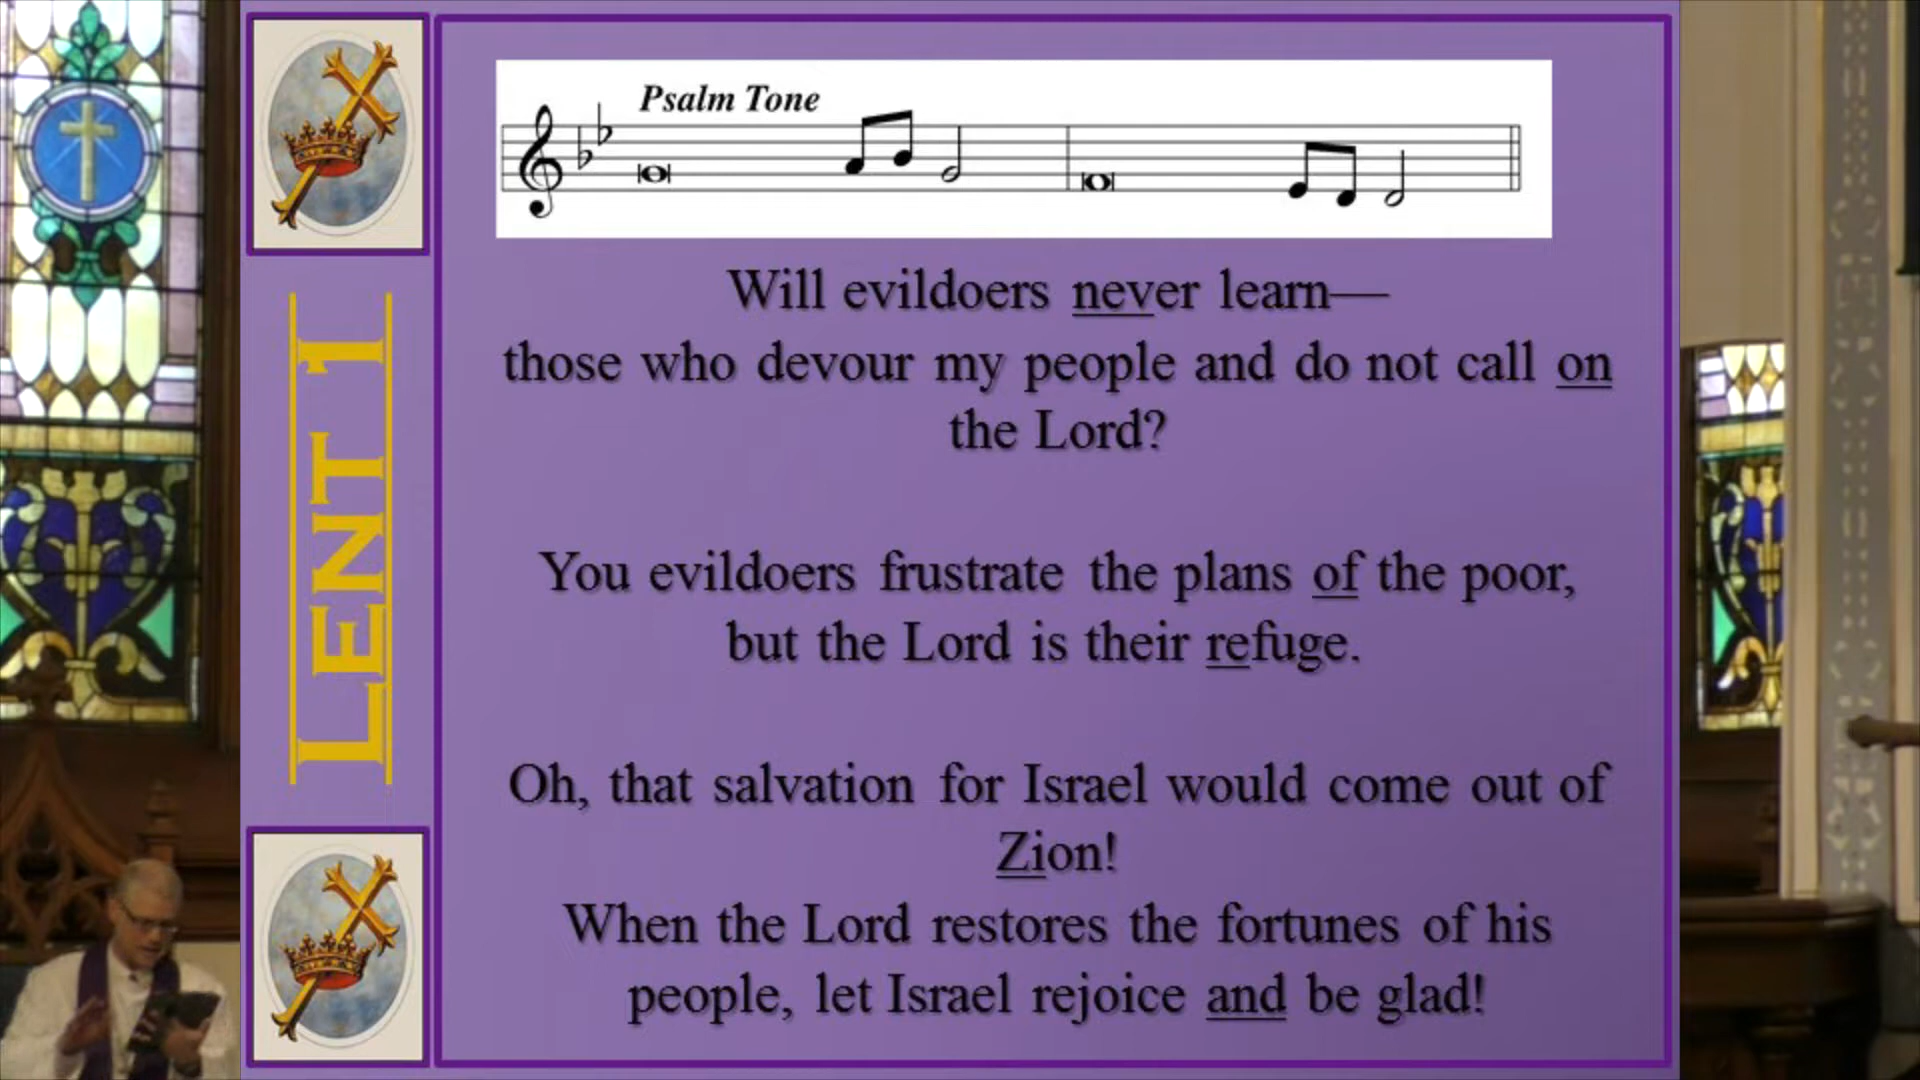 Psalm Tone
LENT 1
Will evildoers never learn—
those who devour my people and do not call on
the Lord?
You evildoers frustrate the plans of the poor,
but the Lord is their refuge.
Oh, that salvation for Israel would come out of
Zion!
When the Lord restores the fortunes of his
people, let Israel rejoice and be glad!